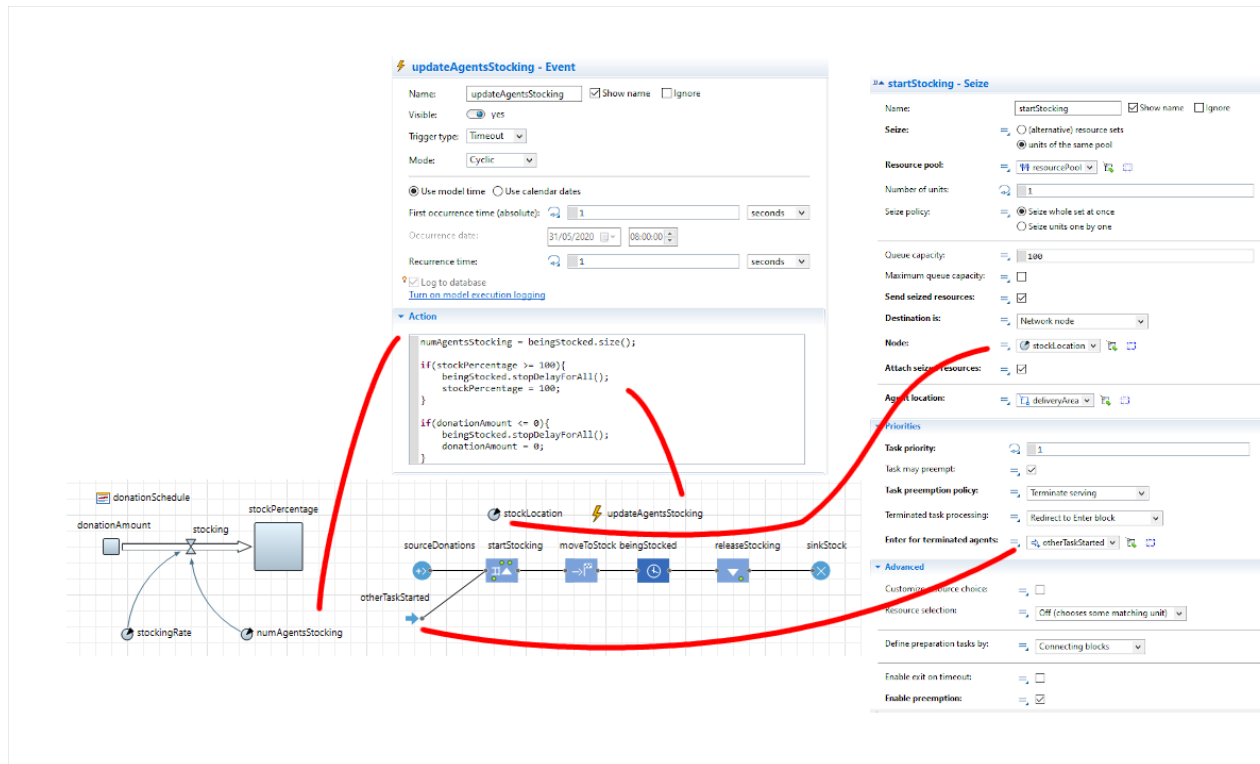 updateAgentsStocking - Event
Name: updateAgentsStocking Show name Ignore
Visible: yes
Trigger type: Timeout
Mode: Cyclic
Use model time Use calendar dates
First occurrence time (absolute): 1 seconds
Occurrence date: 31/05/2020 08:00:00
Recurrence time: 1 seconds
Log to database
Turn on model execution logging
Action
numAgentsStocking = beingStocked.size();
if(stockPercentage >= 100){
beingStocked.stopDelayForAll();
stockPercentage = 100;
}
if(donationAmount <= 0){
beingStocked.stopDelayForAll();
donationAmount = 0;
}
startStocking - Seize
Name: startStocking Show name Ignore
Seize: (alternative) resource sets
units of the same pool
Resource pool: resourcePool
Number of units: 1
Seize policy: Seize whole set at once
Seize units one by one
Queue capacity: 100
Maximum queue capacity:
Send seized resources:
Destination is: Network node
Node: stockLocation
Attach seized resources:
Agent location: deliveryArea
Priorities
Task priority: 1
Task may preempt:
Task preemption policy: Terminate serving
Terminated task processing: Redirect to Enter block
Enter for terminated agents: otherTaskStarted
Advanced
Customize resource choice:
Resource selection: Off (chooses some matching unit)
Define preparation tasks by: Connecting blocks
Enable exit on timeout:
Enable preemption:
donationSchedule
donationAmount
stocking
stockPercentage
stockingRate
numAgentsStocking
stockLocation
updateAgentsStocking
sourceDonations
startStocking
moveToStock
beingStocked
releaseStocking
sinkStock
otherTaskStarted